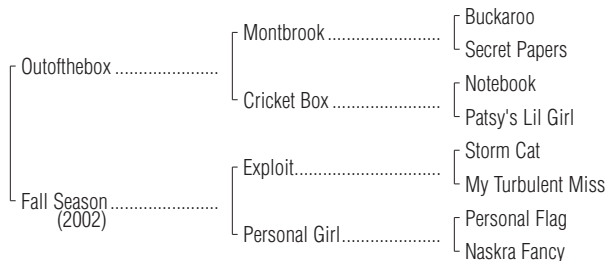 Buckaroo
Montbrook ....................
Secret Papers
Outofthebox ...................
Notebook
Cricket Box ....................
Patsy's Lil Girl
Storm Cat
Exploit...........................
My Turbulent Miss
Fall Season ....................
(2002)
Personal Flag
Personal Girl..................
Naskra Fancy